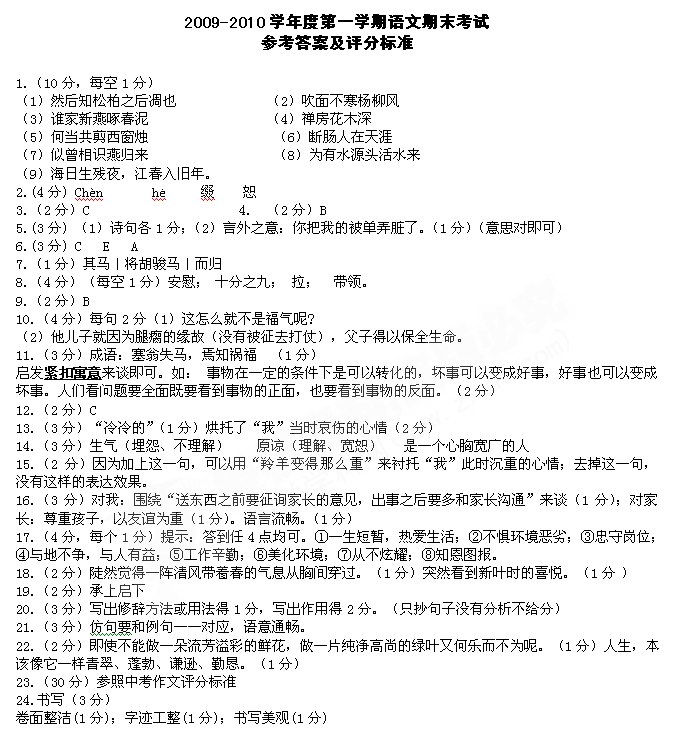 2009-2010学年度第一学期语文期末考试
参考答案及评分标准
1.（10分，每空1分）
（1）然后知松柏之后凋也 （2）吹面不寒杨柳风
（3）谁家新燕啄春泥 （4）禅房花木深
（5）何当共剪西窗烛 （6）断肠人在天涯
（7）似曾相识燕归来 （8）为有水源头活水来
（9）海日生残夜，江春入旧年。
2.(4分)Chèn hé 恕
3.（2分）C 4. （2分）B
5.(3分）（1）诗句各1分；（2）言外之意：你把我的被单弄脏了。（1分）（意思对即可）
6.(3分)C E A
7.（1分）其马｜将胡骏马｜而归
8.（4分）（每空1分）安慰； 十分之九； 拉； 带领。
9.（2分）B
10.（4分）每句2分（1）这怎么就不是福气呢？
（2）他儿子就因为腿瘸的缘故（没有被征去打仗），父子得以保全生命。
11.（3分）成语：塞翁失马，焉知祸福 （1分）
启发紧扣寓意来谈即可。如： 事物在一定的条件下是可以转化的，坏事可以变成好事，好事也可以变成
坏事。人们看问题要全面既要看到事物的正面，也要看到事物的反面。（2分）
12.（2分）C
13.（3分）“泠泠的”（1分）烘托了“我”当时哀伤的心情（2分）
14.（3分）生气（埋怨、不理解） 原谅（理解、宽恕） 是一个心胸宽广的人
15.（2 分）因为加上这一句，可以用“羚羊变得那么重”来衬托“我”此时沉重的心情；去掉这一句，
没有这样的表达效果。
16.（3分）对我：围绕“送东西之前要征询家长的意见，出事之后要多和家长沟通”来谈（1分）；对家
长：尊重孩子，以友谊为重（1分）。语言流畅。（1分）
17.（4分，每个1分）提示：答到任4点均可。①一生短暂，热爱生活；②不惧环境恶劣；③忠守岗位；
④与地不争，与人有益；⑤工作辛勤；⑥美化环境；⑦从不炫耀；⑧知恩图报。
18.（2分）陡然觉得一阵清风带着春的气息从胸间穿过。（1分）突然看到新叶时的喜悦。（1分 ）
19.（2分）承上启下
20.（3分）写出修辞方法或用法得1分，写出作用得2分。（只抄句子没有分析不给分）
21.（3分）仿句要和例句一一对应，语意通畅。
22.（2分）即使不能做一朵流芳溢彩的鲜花，做一片纯净高尚的绿叶又何乐而不为呢。（1分）人生，本
该像它一样青翠、蓬勃、谦逊、勤恳。（1分）
23.（30分）参照中考作文评分标准
24.书写（3分）
卷面整洁(1分)；字迹工整(1分)；书写美观(1分)